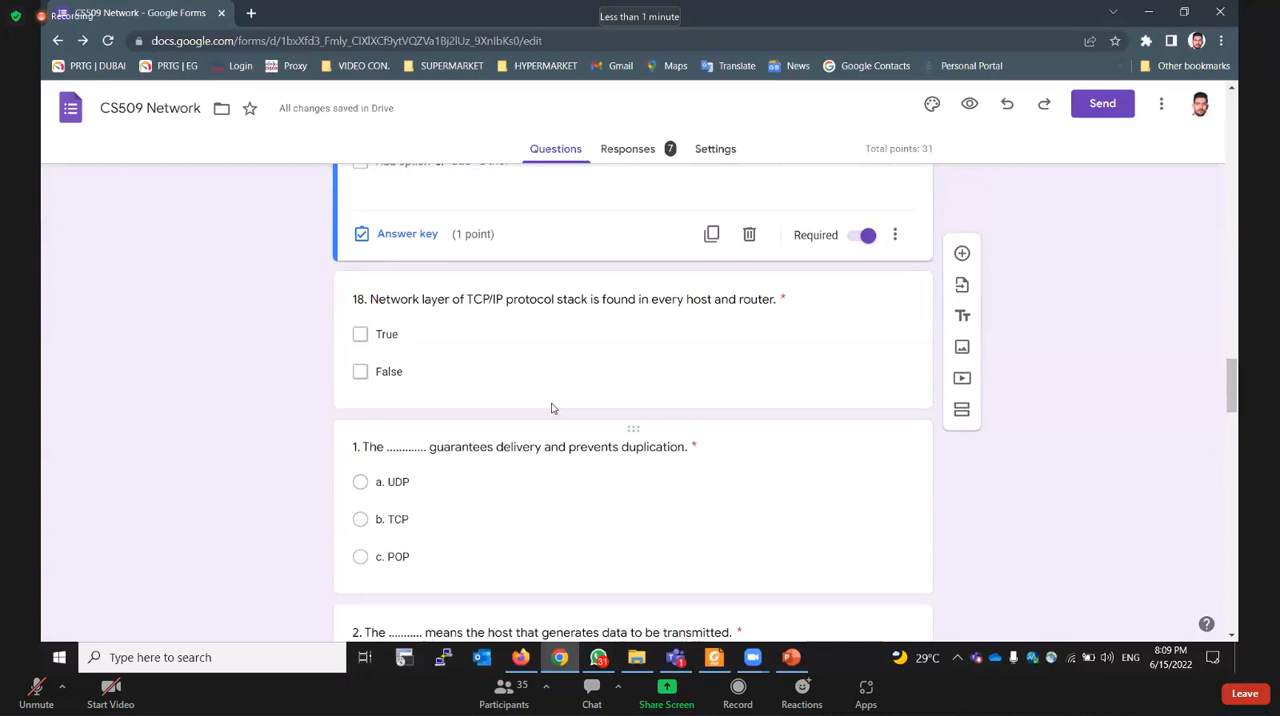 Recording
CS509 Network - Google Forms
Less than 1 minute
docs.google.com/forms/d/1bxXfd3_Fmly_ClXlXCf9ytVQZVa1Bj2lUz_9XnIbKs0/edit
PRTG | DUBAI
PRTG | EG
Login
Proxy
VIDEO CON.
SUPERMARKET
HYPERMARKET
Gmail
Maps
Translate
News
Google Contacts
Personal Portal
Other bookmarks
CS509 Network
All changes saved in Drive
Send
Questions
Responses 7
Settings
Total points: 31
Answer key (1 point)
Required
18. Network layer of TCP/IP protocol stack is found in every host and router. *
True
False
1. The ............. guarantees delivery and prevents duplication. *
a. UDP
b. TCP
c. POP
2. The ........... means the host that generates data to be transmitted. *
Type here to search
31
1
29°C
ENG
8:09 PM
6/15/2022
Unmute
Start Video
35
Participants
Chat
Share Screen
Record
Reactions
Apps
Leave